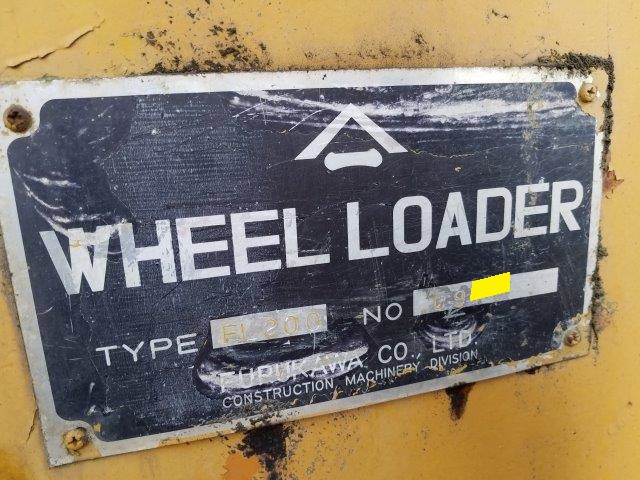 WHEEL LOADER
TYPE FL200 NO
FURUKAWA CO., LTD.
CONSTRUCTION MACHINERY DIVISION